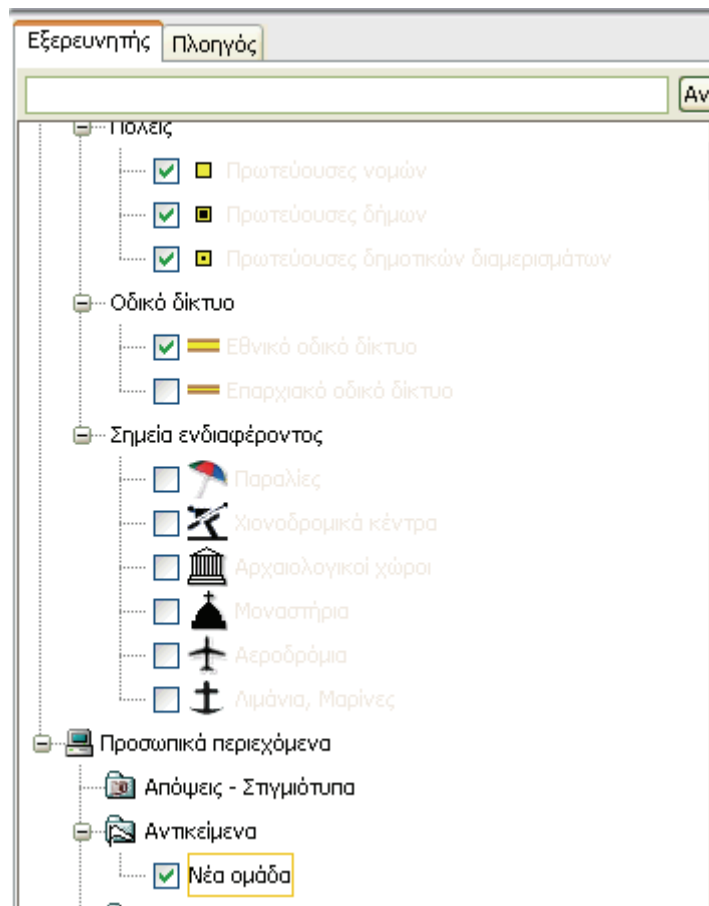 Εξερευνητής Πλοηγός
Αν
Πόλεις
Πρωτεύουσες νομών
Πρωτεύουσες δήμων
Πρωτεύουσες δημοτικών διαμερισμάτων
Οδικό δίκτυο
Εθνικό οδικό δίκτυο
Επαρχιακό οδικό δίκτυο
Σημεία ενδιαφέροντος
Παραλίες
Χιονοδρομικά κέντρα
Αρχαιολογικοί χώροι
Μοναστήρια
Αεροδρόμια
Λιμάνια, Μαρίνες
Προσωπικά περιεχόμενα
Απόψεις - Στιγμιότυπα
Αντικείμενα
Νέα ομάδα